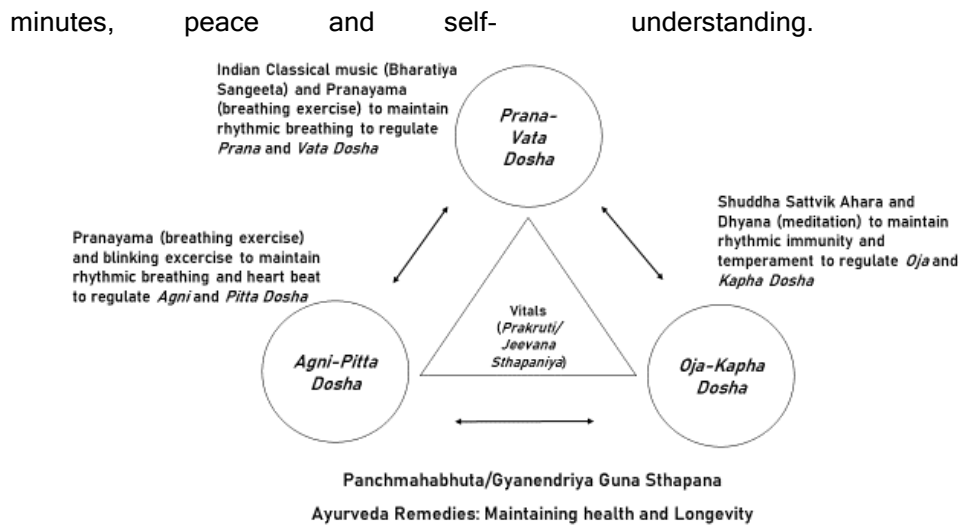 minutes, peace and self- understanding.
Indian Classical music (Bharatiya
Sangeeta) and Pranayama
(breathing exercise) to maintain
rhythmic breathing to regulate
Prana and Vata Dosha
Prana-
Vata
Dosha
Shuddha Sattvik Ahara and
Dhyana (meditation) to maintain
rhythmic immunity and
temperament to regulate Oja and
Kapha Dosha
Pranayama (breathing exercise)
and blinking excercise to maintain
rhythmic breathing and heart beat
to regulate Agni and Pitta Dosha
Vitals
(Prakruti/
Jeevana
Sthapaniya)
Agni-Pitta
Dosha
Oja-Kapha
Dosha
Panchmahabhuta/Gyanendriya Guna Sthapana
Ayurveda Remedies: Maintaining health and Longevity